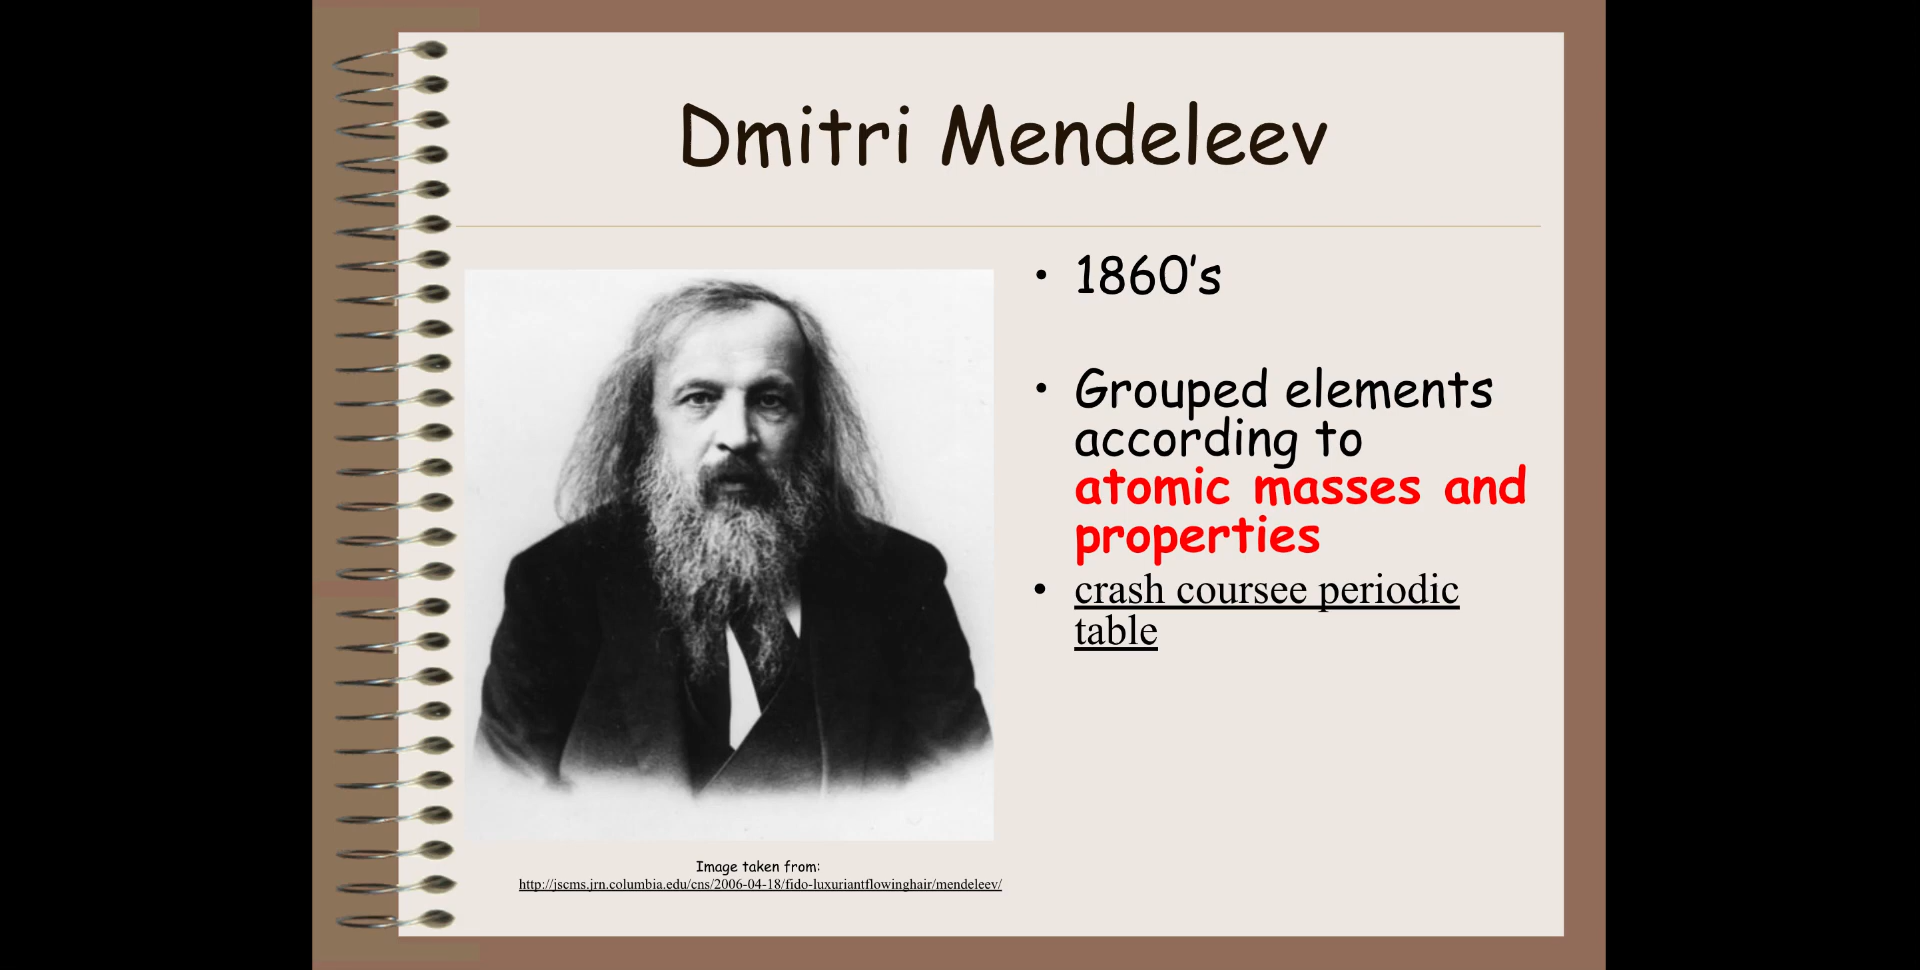 Dmitri Mendeleev
• 1860's
• Grouped elements
according to
atomic masses and
properties
• crash coursee periodic
table
Image taken from:
http://jscms.jrn.columbia.edu/cns/2006-04-18/fido-luxuriantflowinghair/mendeleev/